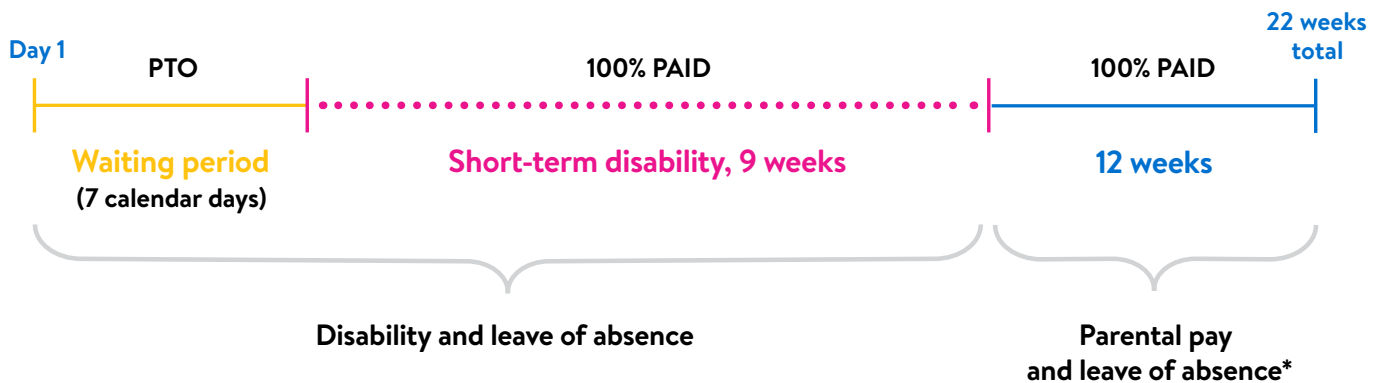 Day 1
PTO
100% PAID
100% PAID
22 weeks
total
Waiting period
(7 calendar days)
Short-term disability, 9 weeks
12 weeks
Disability and leave of absence
Parental pay
and leave of absence*